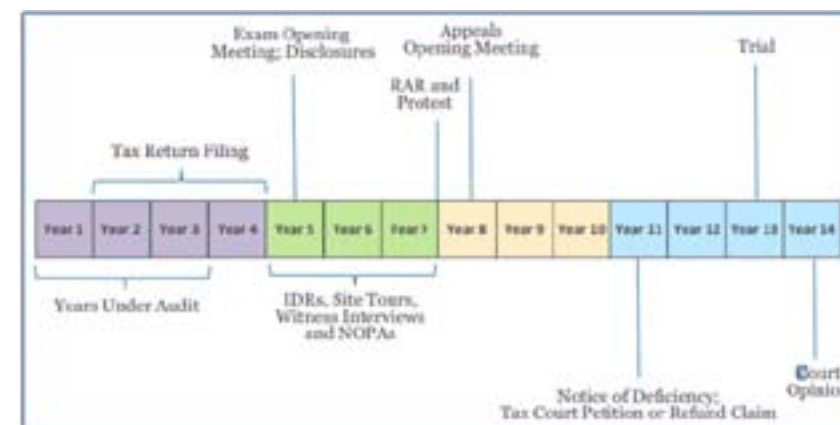 Exam Opening
Meeting; Disclosures
Appeals
Opening Meeting
Trial
RAR and
Protest
Tax Return Filing
Year 1 Year 2 Year 3 Year 4 Year 5 Year 6 Year 7 Year 8 Year 9 Year 10 Year 11 Year 12 Year 13 Year 14
Years Under Audit
IDRs, Site Tours,
Witness Interviews
and NOPAs
Court
Opinio
Notice of Deficiency;
Tax Court Petition or Refund Claim